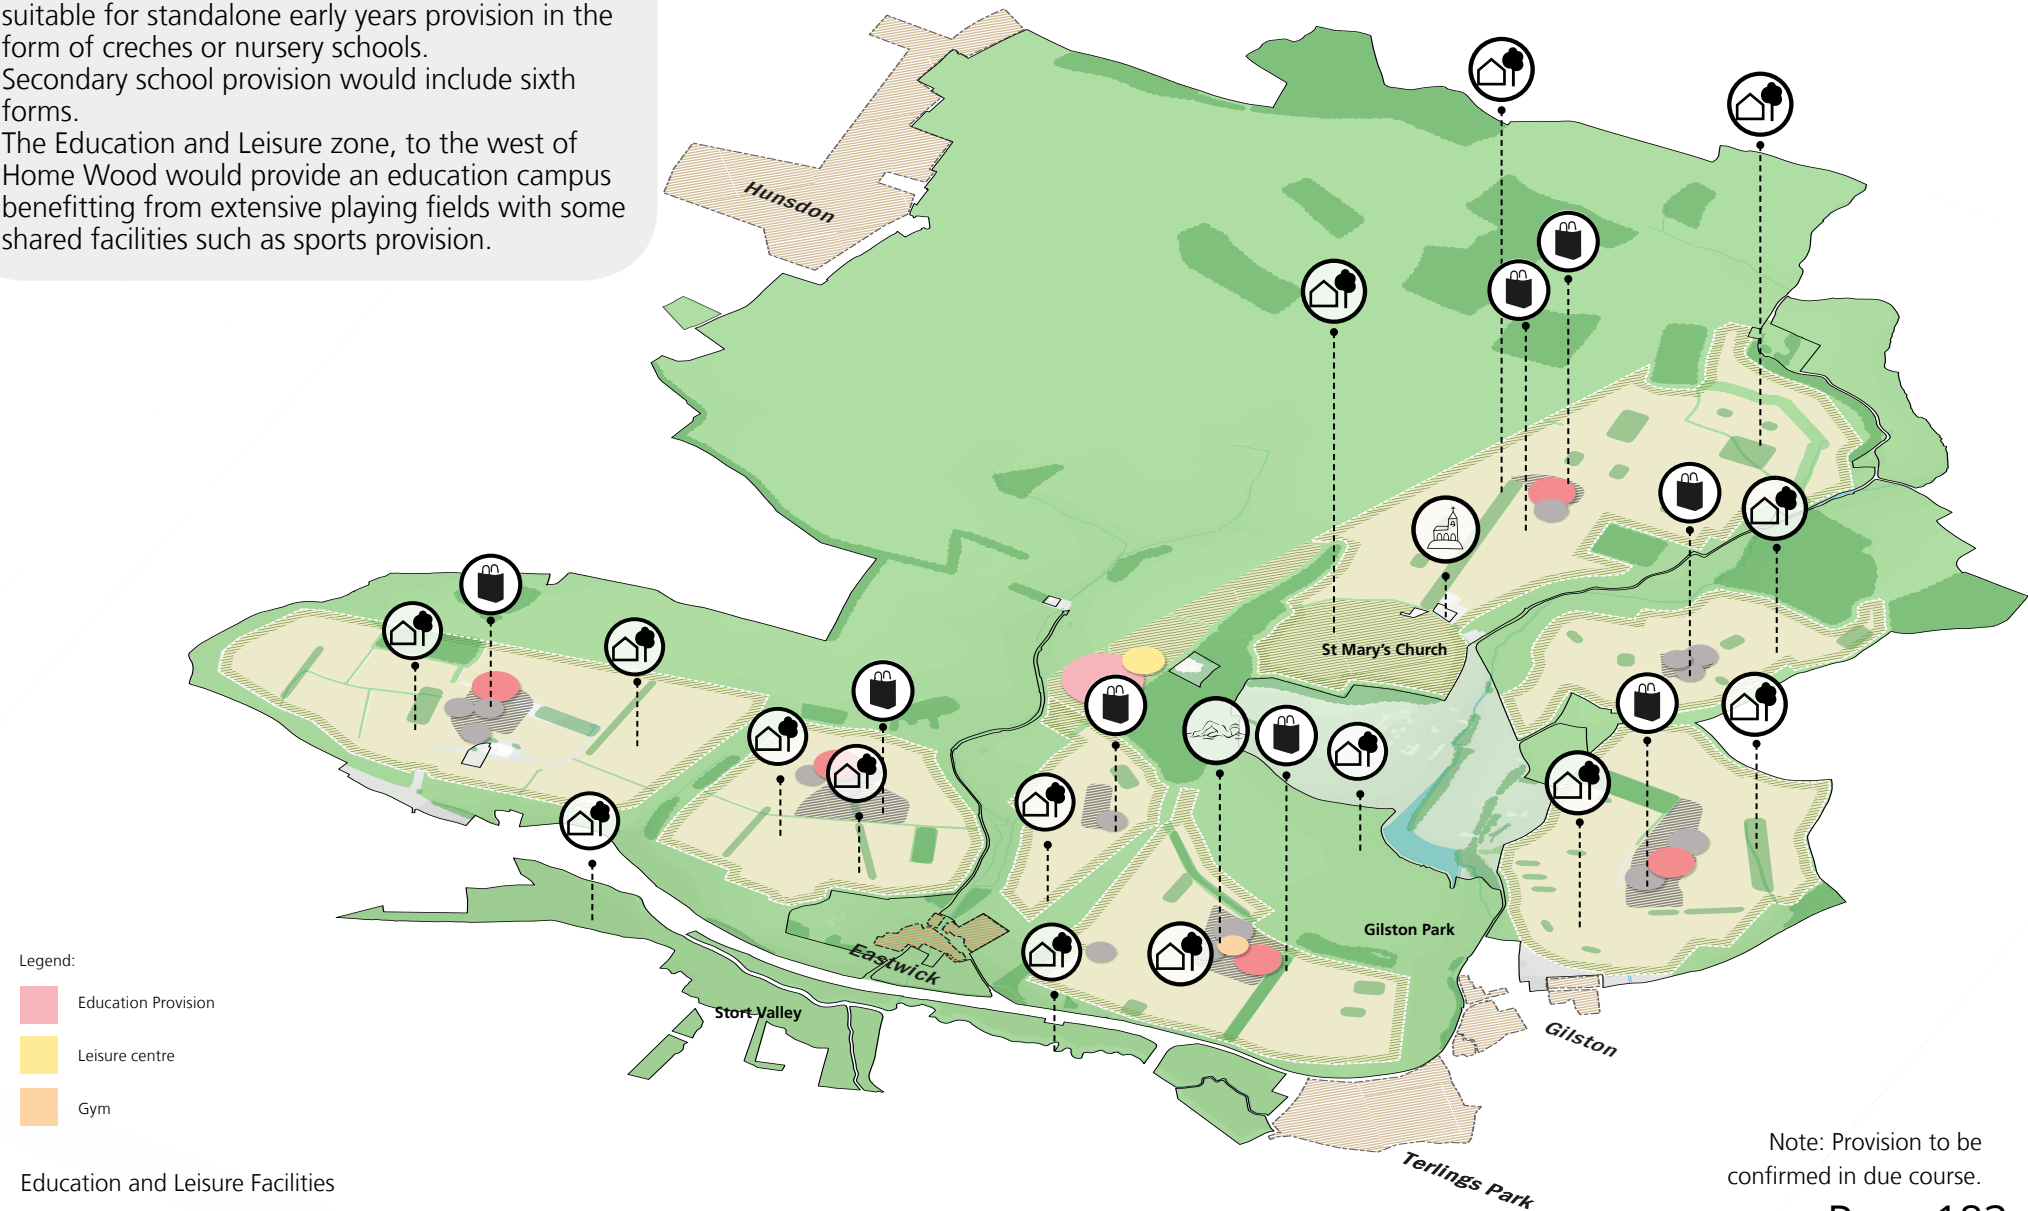 suitable for standalone early years provision in the
form of creches or nursery schools.
Secondary school provision would include sixth
forms.
The Education and Leisure zone, to the west of
Home Wood would provide an education campus
benefitting from extensive playing fields with some
shared facilities such as sports provision.
Hunsdon
St Mary's Church
Gilston Park
Eastwick
Stort Valley
Gilston
Terlings Park
Legend:
Education Provision
Leisure centre
Gym
Education and Leisure Facilities
Note: Provision to be
confirmed in due course.